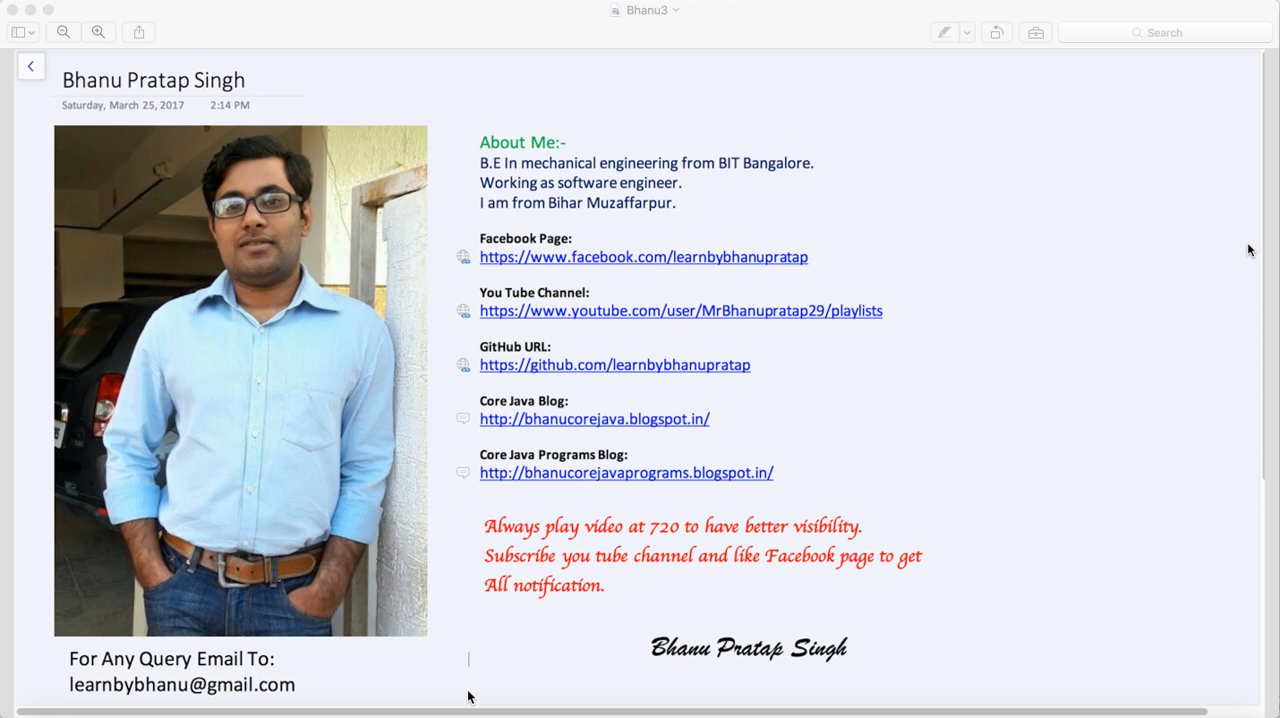 Bhanu3
Search
Bhanu Pratap Singh
Saturday, March 25, 2017 2:14 PM
About Me:-
B.E In mechanical engineering from BIT Bangalore.
Working as software engineer.
I am from Bihar Muzaffarpur.
Facebook Page:
https://www.facebook.com/learnbybhanupratap
You Tube Channel:
https://www.youtube.com/user/MrBhanupratap29/playlists
GitHub URL:
https://github.com/learnbybhanupratap
Core Java Blog:
http://bhanucorejava.blogspot.in/
Core Java Programs Blog:
http://bhanucorejavaprograms.blogspot.in/
Always play video at 720 to have better visibility.
Subscribe you tube channel and like Facebook page to get
All notification.
Bhanu Pratap Singh
For Any Query Email To:
learnbybhanu@gmail.com